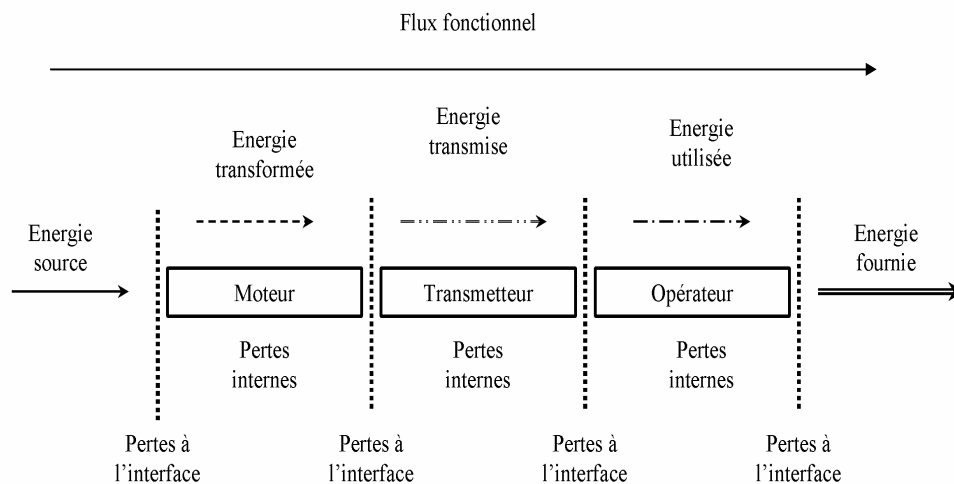 Flux fonctionnel
Energie
transformée
Energie
transmise
Energie
utilisée
Energie
source
Energie
fournie
Moteur
Transmetteur
Opérateur
Pertes
internes
Pertes
internes
Pertes
internes
Pertes à
l’interface
Pertes à
l’interface
Pertes à
l’interface
Pertes à
l’interface